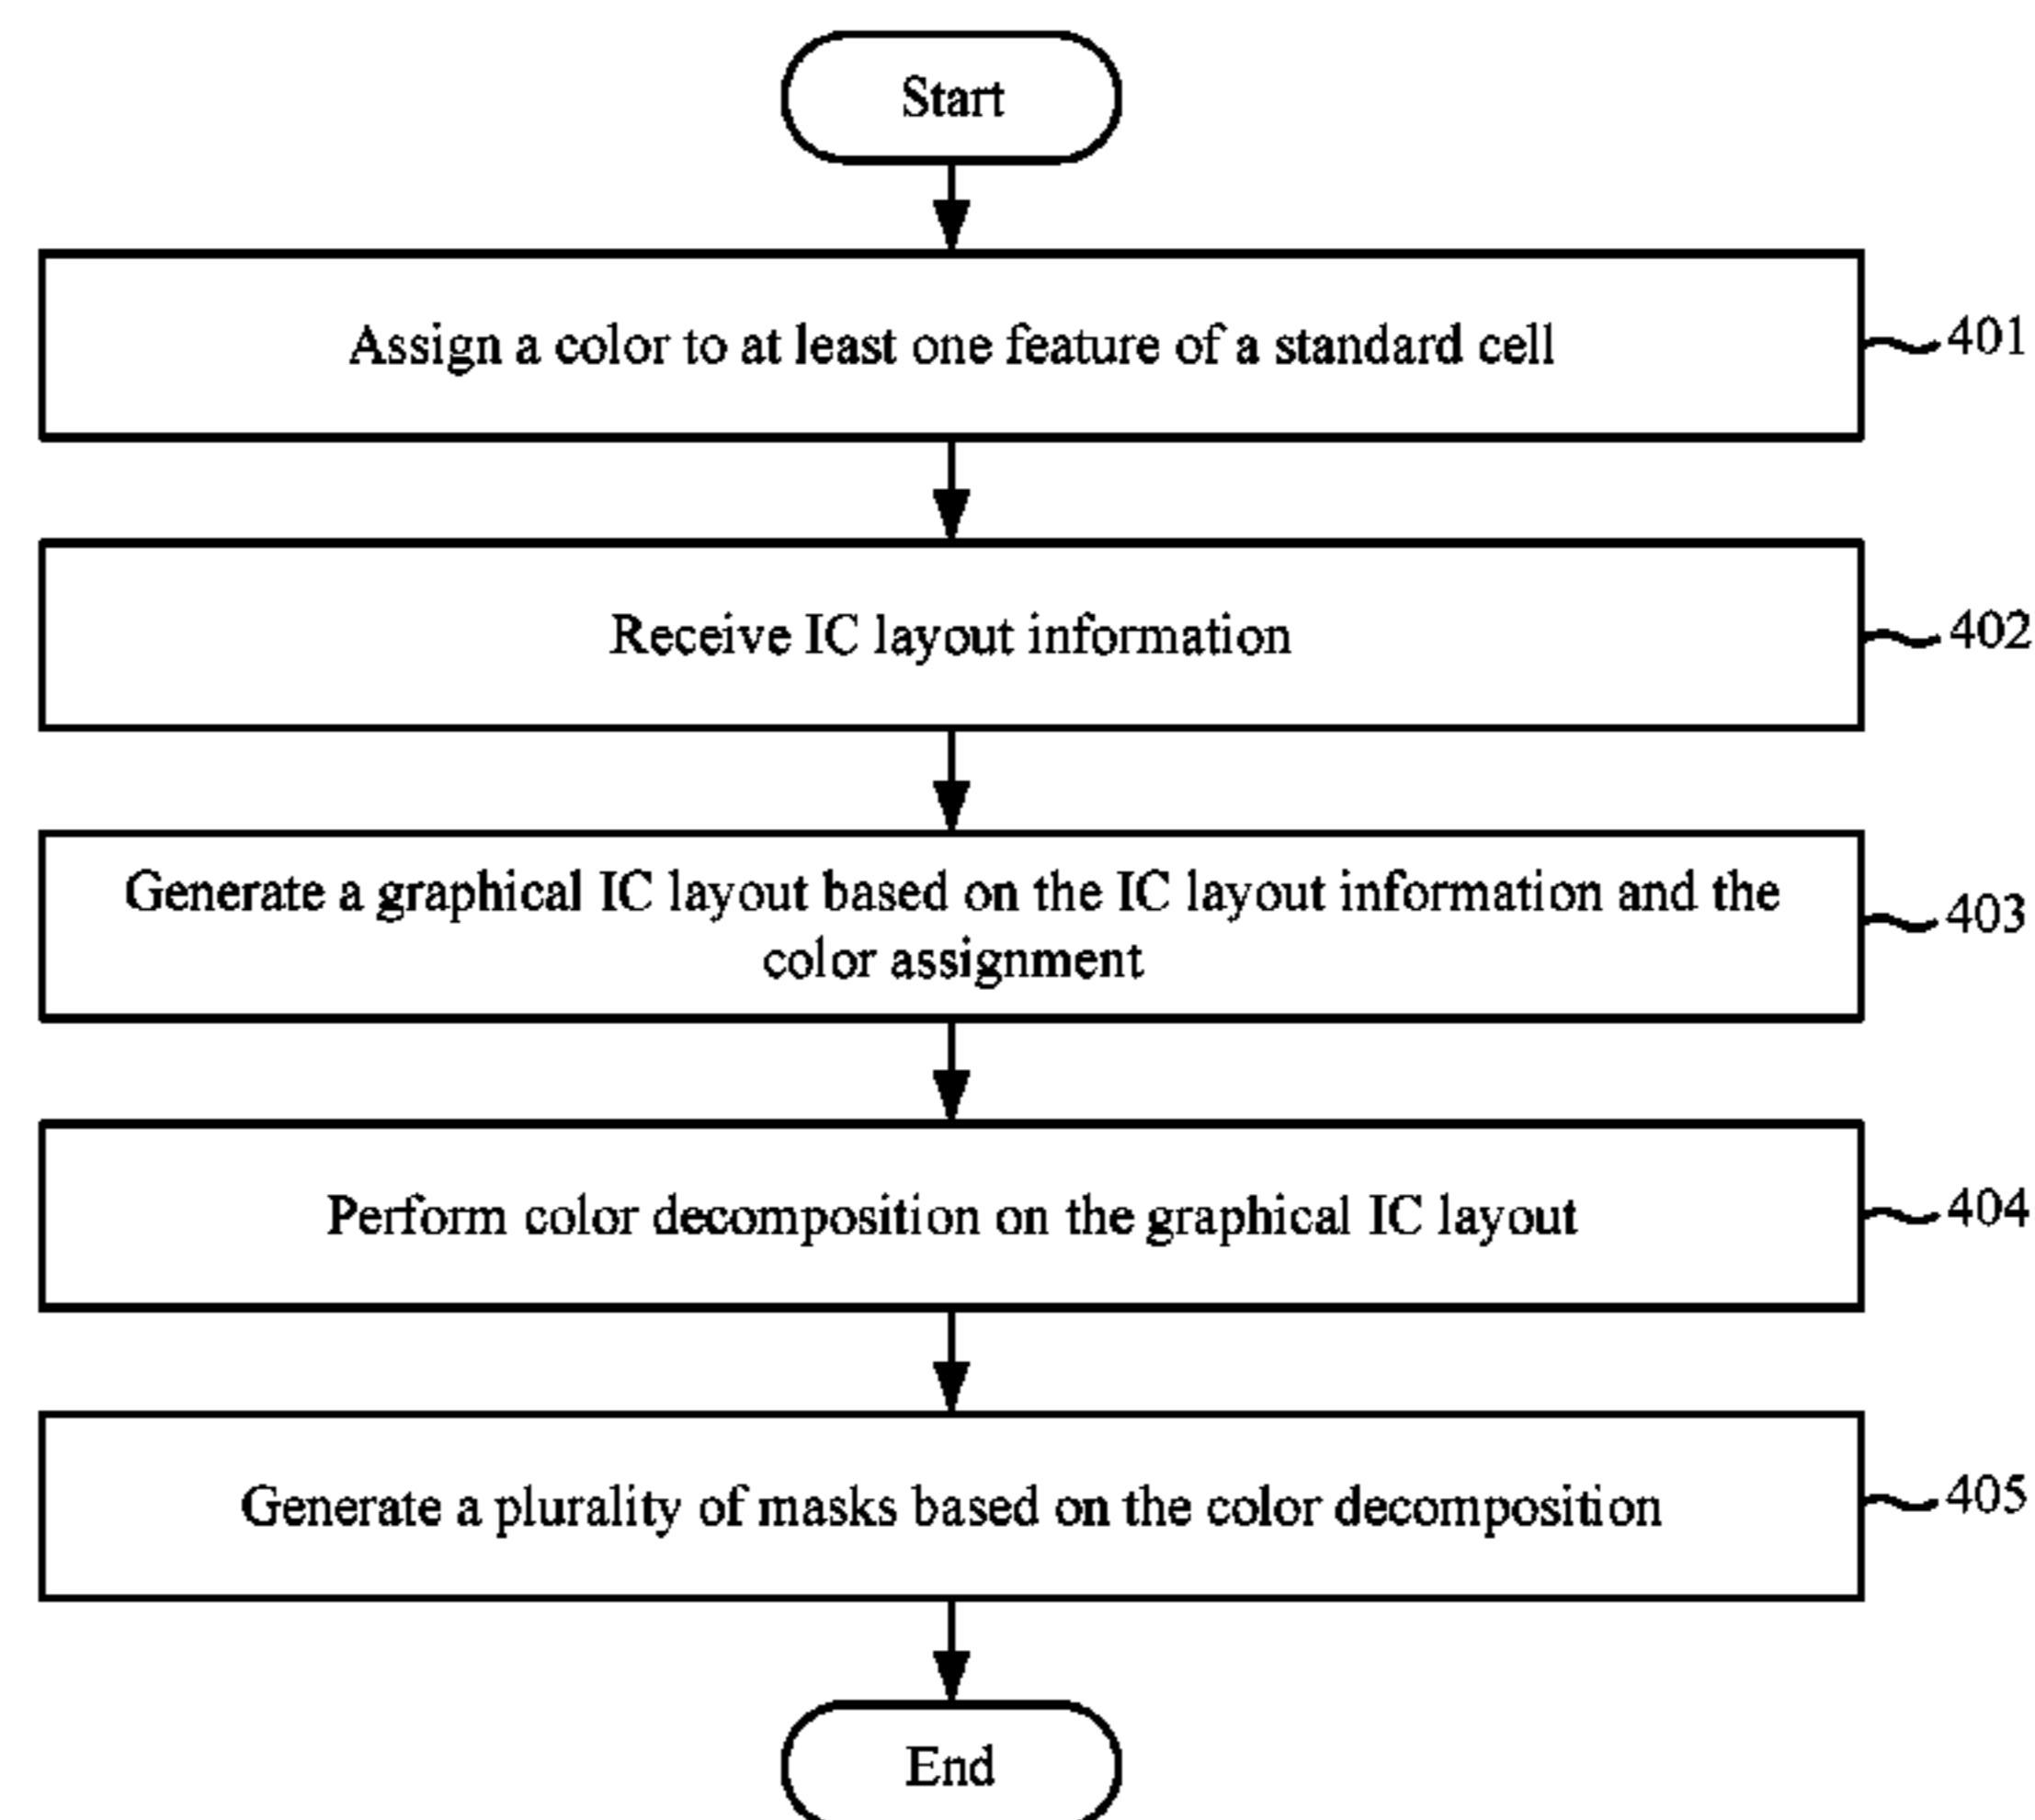 Start
Assign a color to at least one feature of a standard cell
401
Receive IC layout information
402
Generate a graphical IC layout based on the IC layout information and the
color assignment
403
Perform color decomposition on the graphical IC layout
404
Generate a plurality of masks based on the color decomposition
405
End